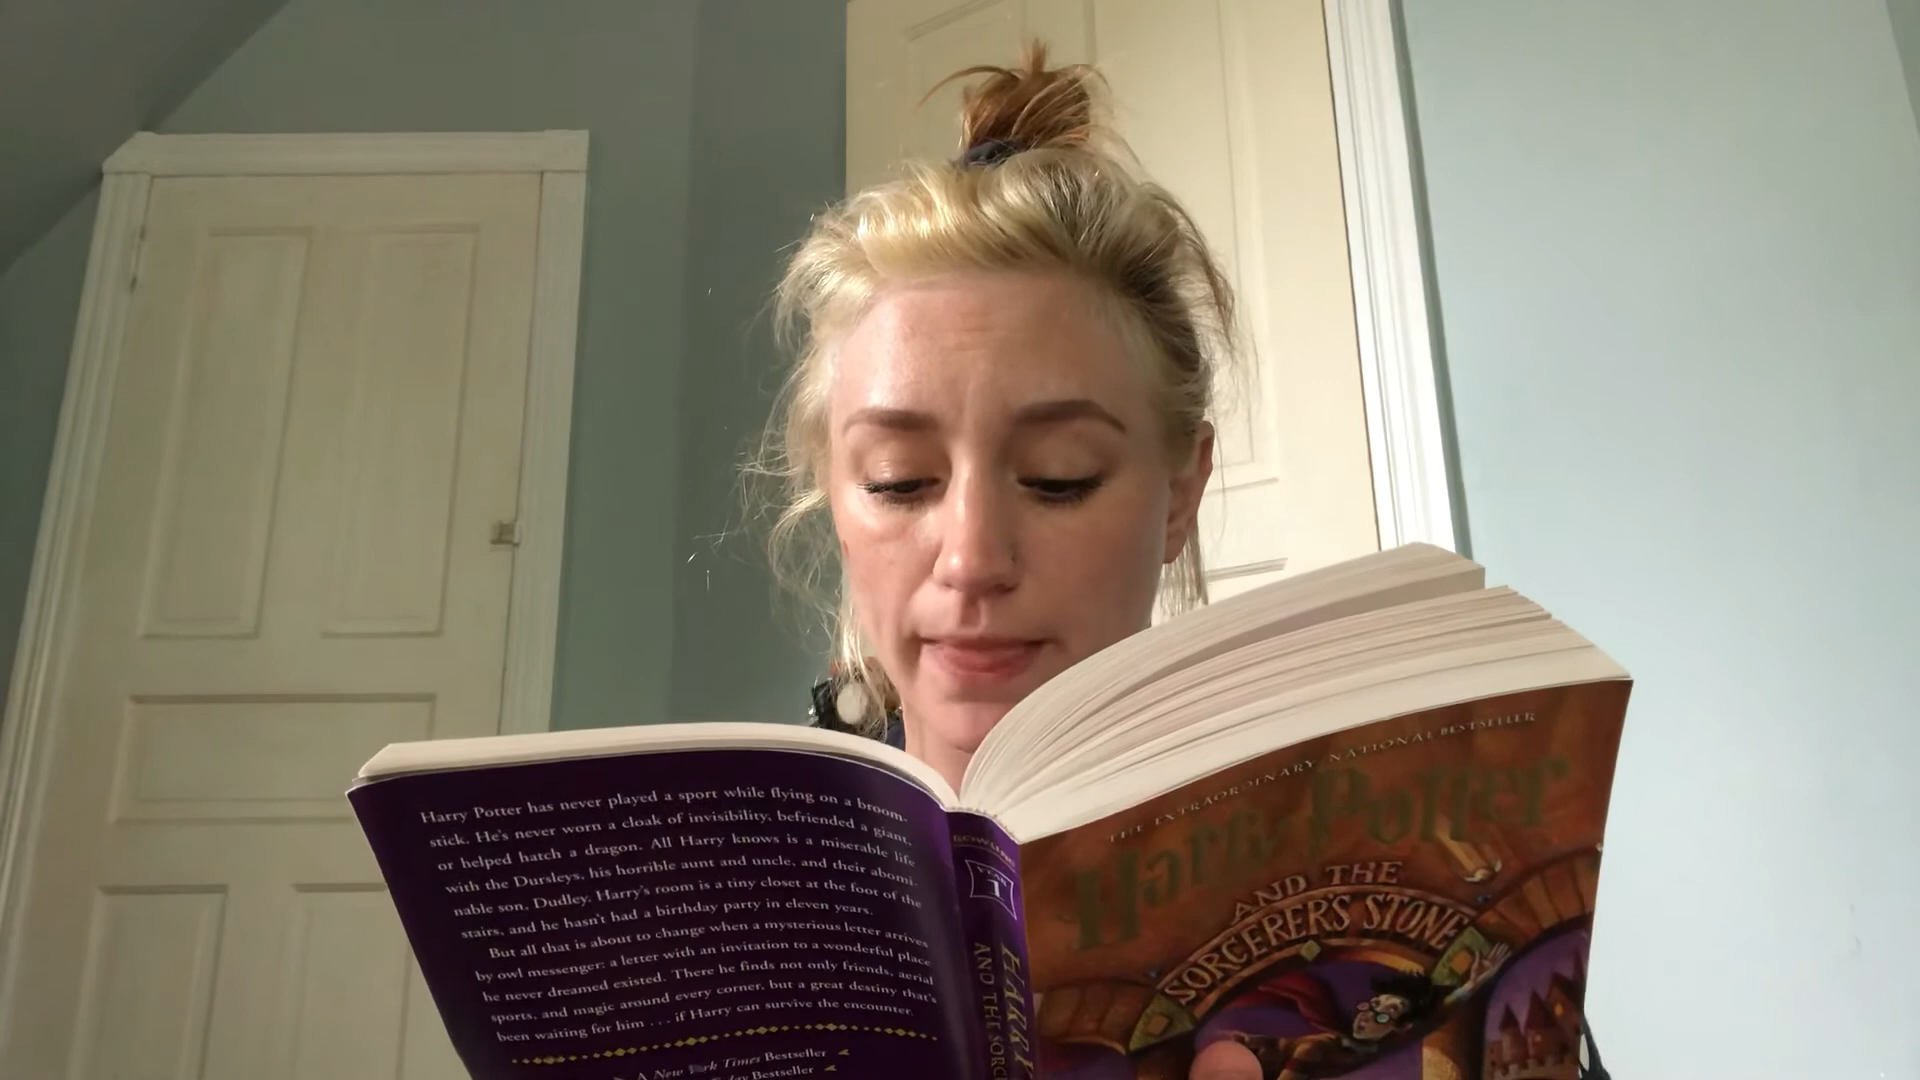 Harry Potter has never played a sport while flying on a broom-
stick. He's never worn a cloak of invisibility, befriended a giant,
or helped hatch a dragon. All Harry knows is a miserable life
with the Dursleys, his horrible aunt and uncle, and their abomi-
nable son, Dudley. Harry's room is a tiny closet at the foot of the
stairs, and he hasn't had a birthday party in eleven years.
But all that is about to change when a mysterious letter arrives
by owl messenger: a letter with an invitation to a wonderful place
he never dreamed existed. There he finds not only friends, aerial
sports, and magic around every corner, but a great destiny that's
been waiting for him . . . if Harry can survive the encounter.
A New York Times Bestseller
Bestseller
ROWLING
YEAR
1
HARRY
AND THE SORC
THE EXTRAORDINARY NATIONAL BESTSELLER
Harry Potter
AND THE
SORCERER'S STONE